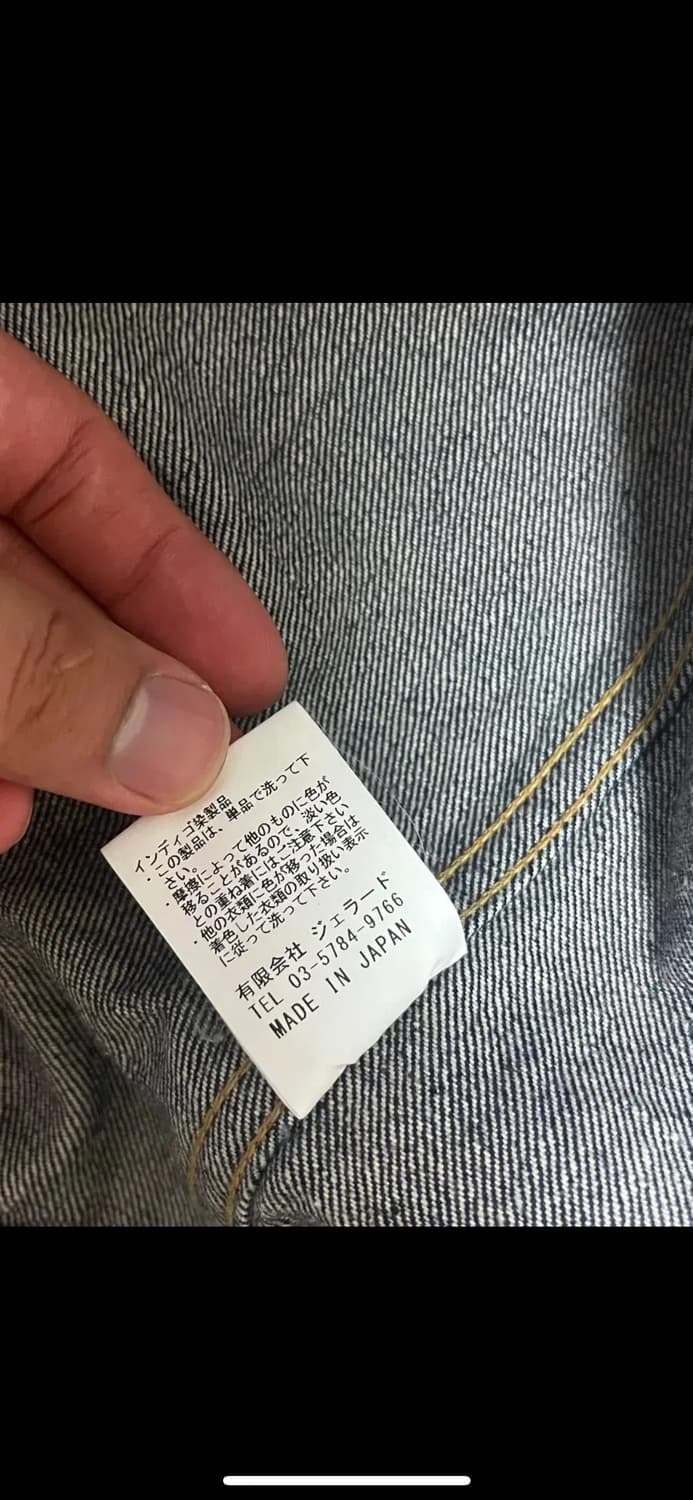 インディゴ染製品
・この製品は、単品で洗って下
さい。
・摩擦によって他のものに色が
移ることがあるので、淡い色
との重ね着にはご注意下さい
・他の衣類に色が移った場合は
着色した衣類の取り扱い表示
に従って洗って下さい。
有限会社 ジェラード
TEL 03-5784-9766
MADE IN JAPAN